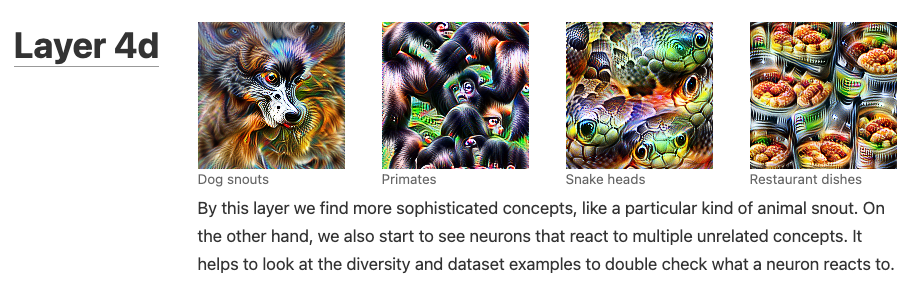 Layer 4d
Dog snouts
Primates
Snake heads
Restaurant dishes
By this layer we find more sophisticated concepts, like a particular kind of animal snout. On
the other hand, we also start to see neurons that react to multiple unrelated concepts. It
helps to look at the diversity and dataset examples to double check what a neuron reacts to.